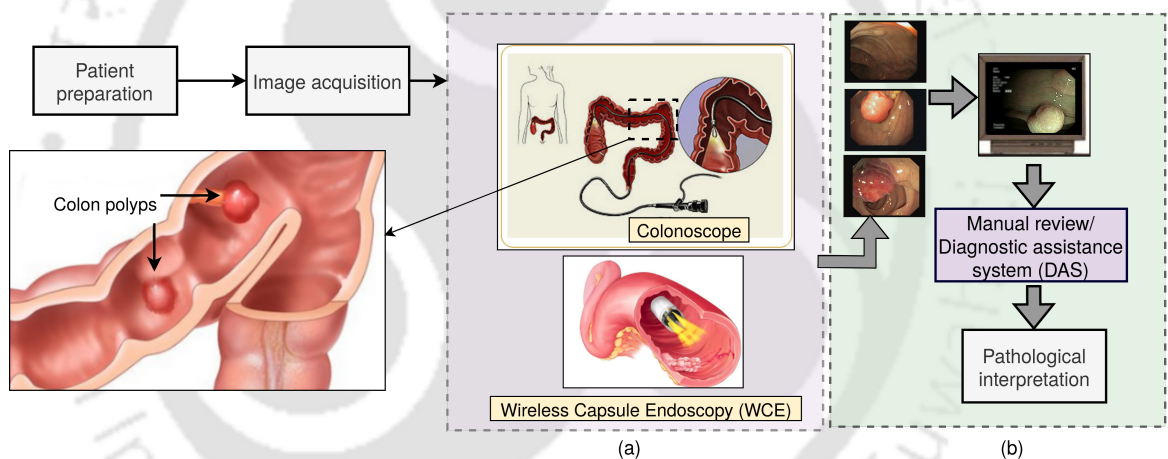 Patient
preparation
Image acquisition
Colon polyps
Colonoscope
Wireless Capsule Endoscopy (WCE)
(a)
Manual review/
Diagnostic assistance
system (DAS)
Pathological
interpretation
(b)